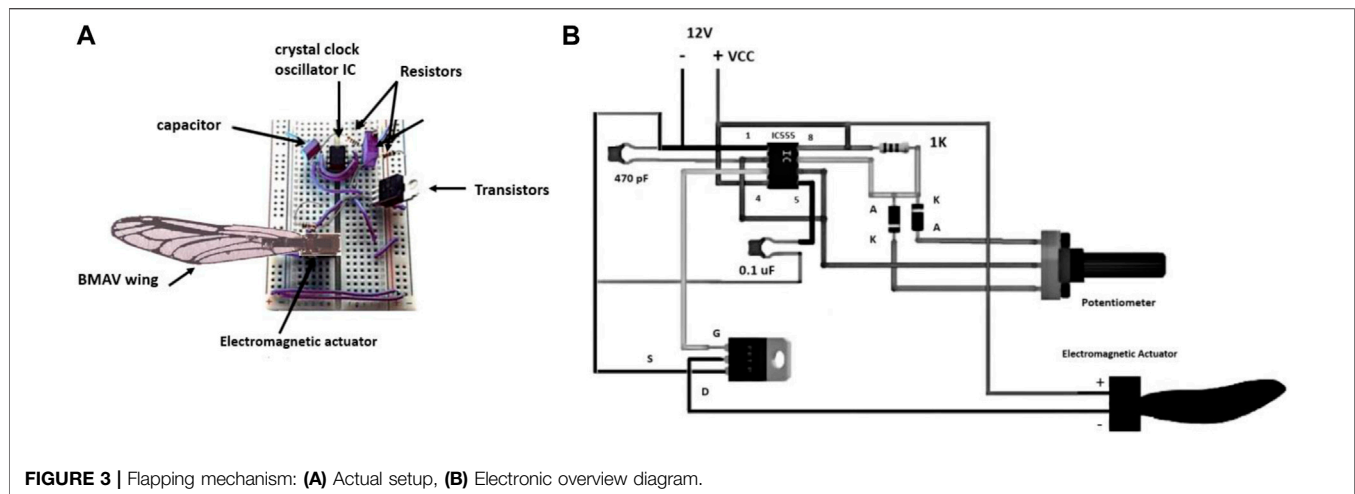 A
crystal clock
oscillator IC
Resistors
capacitor
Transistors
BMAV wing
Electromagnetic actuator
B
12V
-
+ VCC
1
IC555
8
IC
1K
470 pF
4
5
A
K
K
A
0.1 uF
Potentiometer
G
S
D
Electromagnetic Actuator
+
-
FIGURE 3 | Flapping mechanism: (A) Actual setup, (B) Electronic overview diagram.